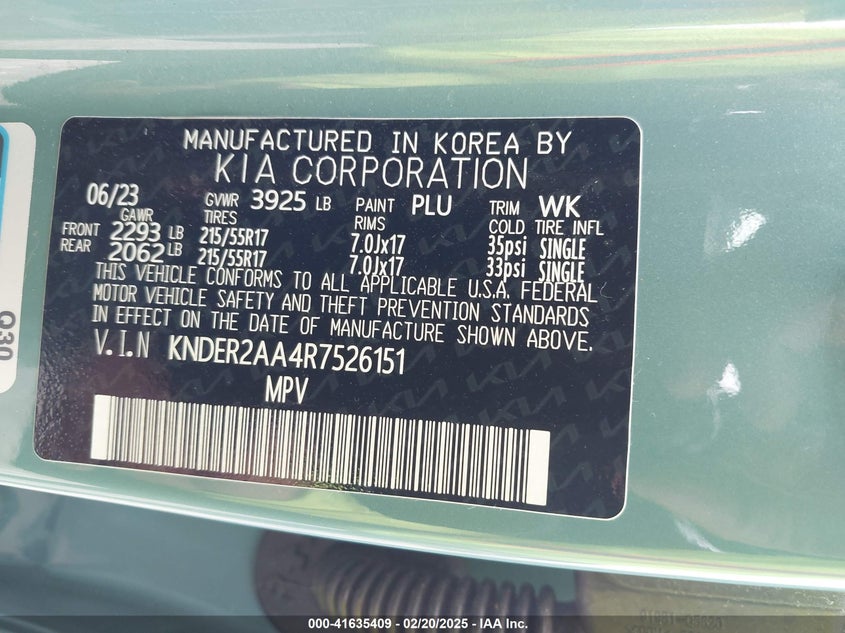 MANUFACTURED IN KOREA BY
KIA CORPORATION
06/23 GVWR 3925 LB PAINT PLU TRIM WK
GAWR TIRES RIMS COLD TIRE INFL
FRONT 2293 LB 215/55R17 7.0Jx17 35psi SINGLE
REAR 2062 LB 215/55R17 7.0Jx17 33psi SINGLE
THIS VEHICLE CONFORMS TO ALL APPLICABLE U.S.A. FEDERAL
MOTOR VEHICLE SAFETY AND THEFT PREVENTION STANDARDS
IN EFFECT ON THE DATE OF MANUFACTURE SHOWN ABOVE.
V.I.N KNDER2AA4R7526151
MPV
Q30
000-41635409 - 02/20/2025 - IAA Inc.